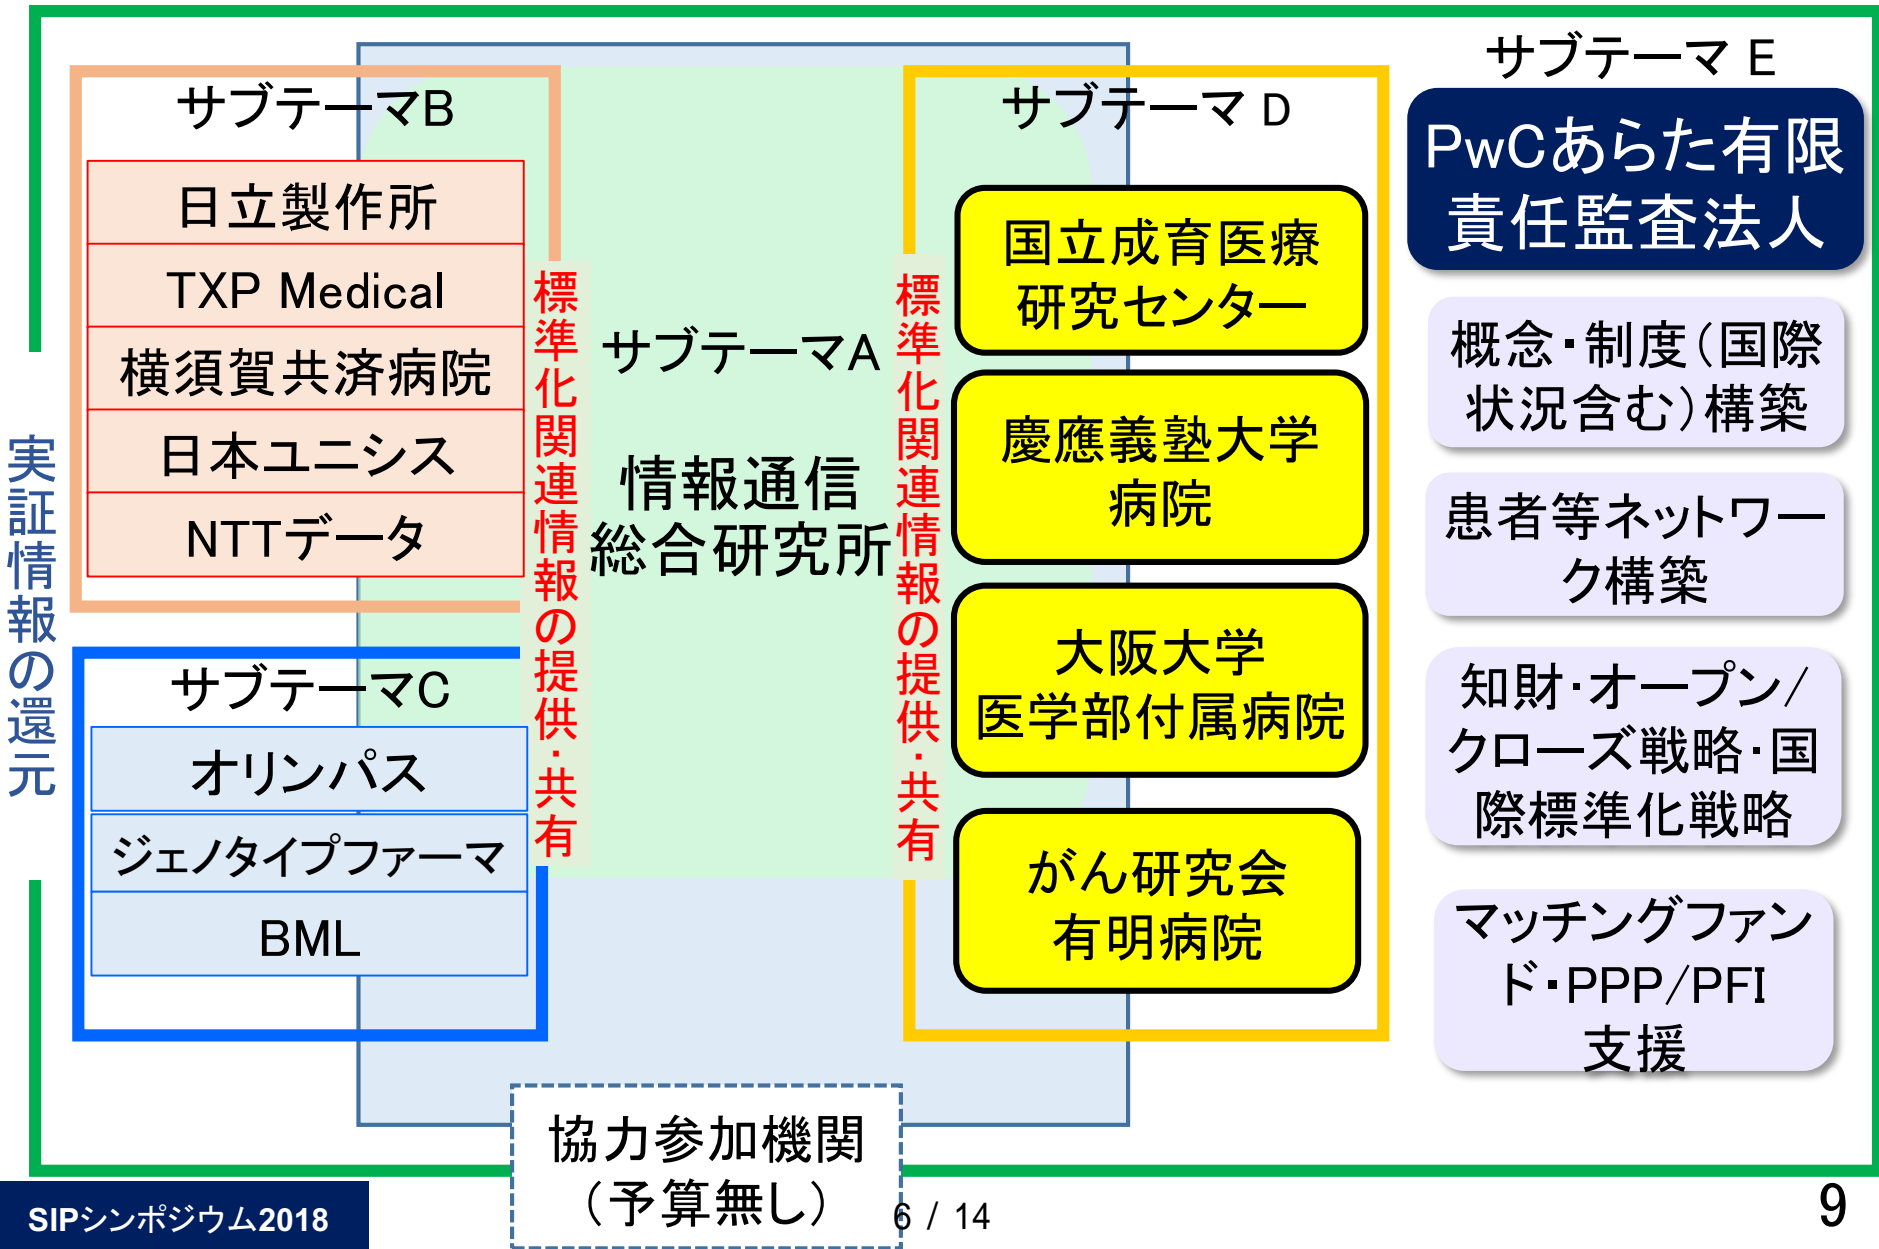 サブテーマB
日立製作所
TXP Medical
横須賀共済病院
日本ユニシス
NTTデータ
サブテーマC
オリンパス
ジェノタイプファーマ
BML
実証情報の還元
標準化関連情報の提供・共有
サブテーマA
情報通信
総合研究所
標準化関連情報の提供・共有
サブテーマ D
国立成育医療
研究センター
慶應義塾大学
病院
大阪大学
医学部付属病院
がん研究会
有明病院
サブテーマ E
PwCあらた有限
責任監査法人
概念・制度（国際
状況含む）構築
患者等ネットワー
ク構築
知財・オープン/
クローズ戦略・国
際標準化戦略
マッチングファン
ド・PPP/PFI
支援
協力参加機関
（予算無し）
SIPシンポジウム2018
6 / 14
9